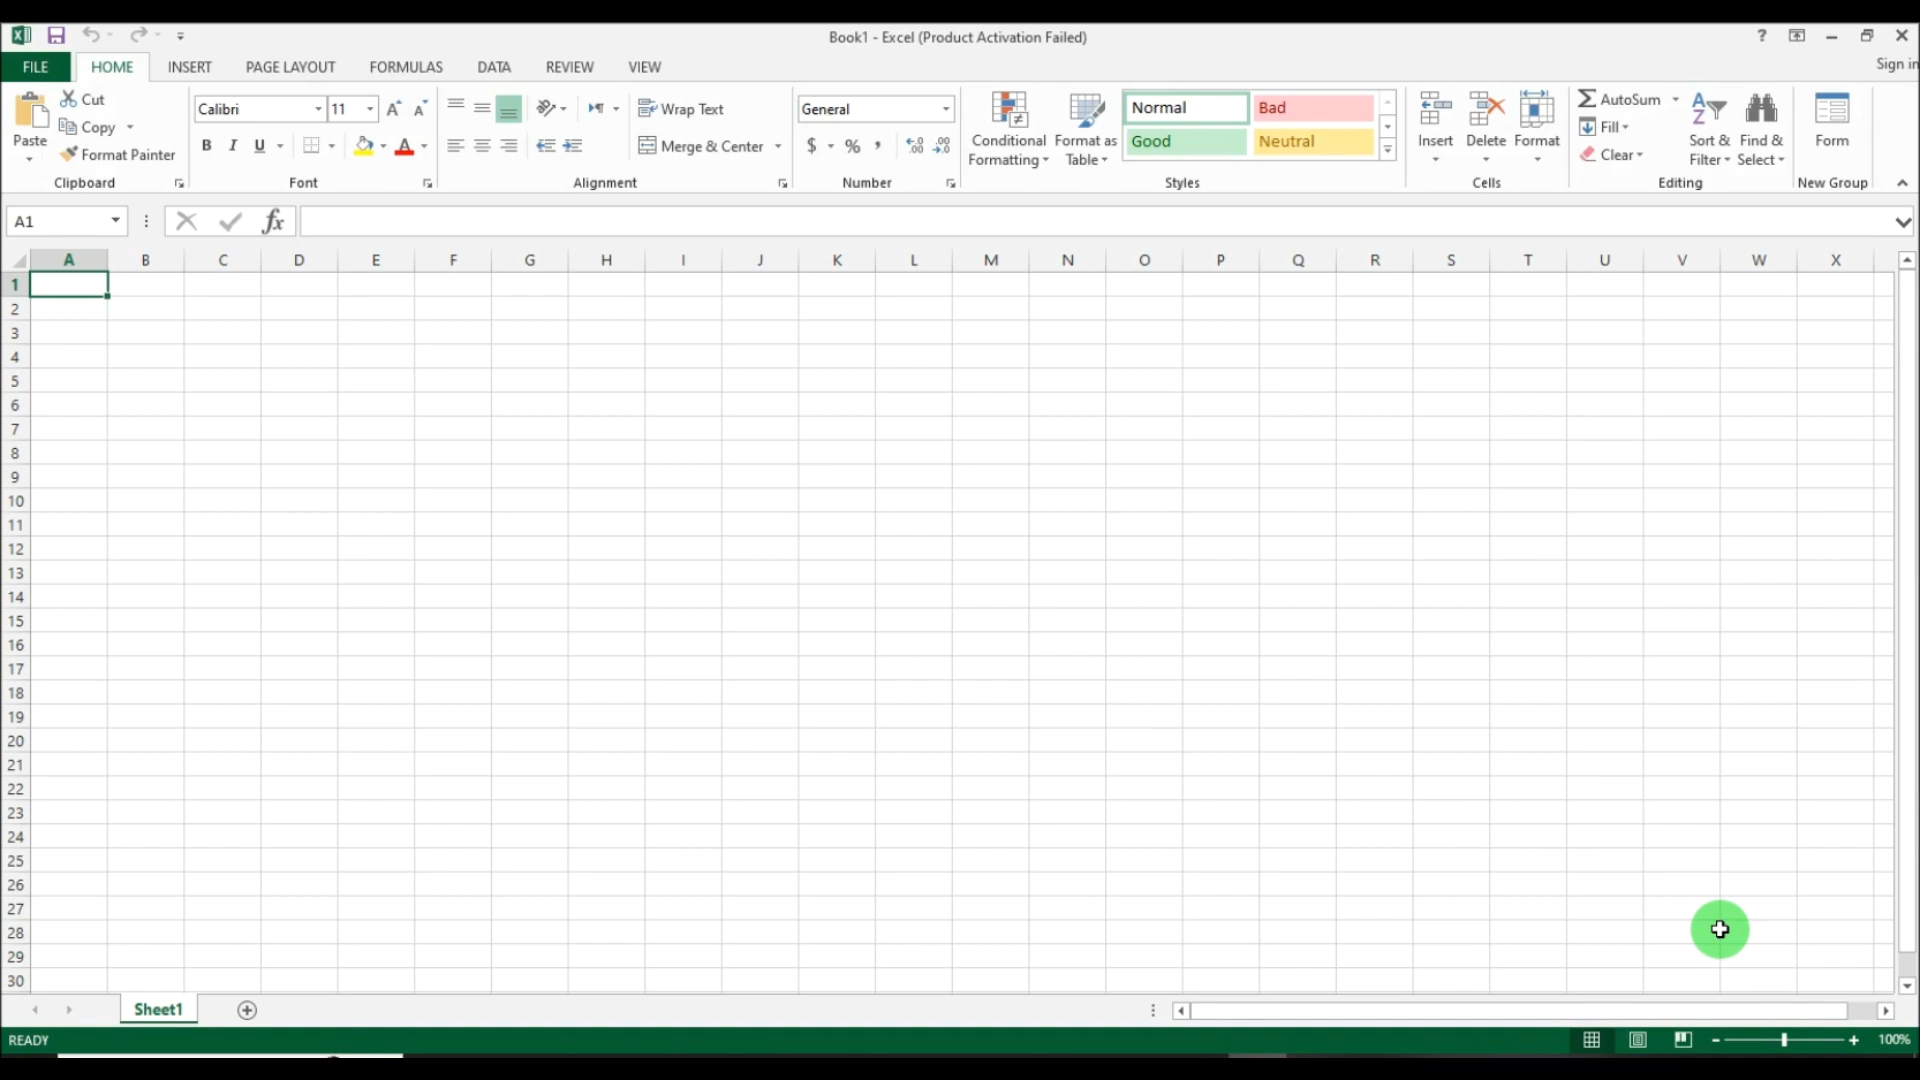 Book1 - Excel (Product Activation Failed)
?
Sign in
FILE HOME INSERT PAGE LAYOUT FORMULAS DATA REVIEW VIEW
Paste
Cut
Copy
Format Painter
Clipboard
Calibri 11
B I U
Font
Wrap Text
Merge & Center
Alignment
General
$ % ,
Number
Conditional
Formatting
Format as
Table
Normal Bad
Good Neutral
Styles
Insert Delete Format
Cells
AutoSum
Fill
Clear
Sort &
Filter
Find &
Select
Editing
Form
New Group
A1
fx
A B C D E F G H I J K L M N O P Q R S T U V W X
1
2
3
4
5
6
7
8
9
10
11
12
13
14
15
16
17
18
19
20
21
22
23
24
25
26
27
28
29
30
Sheet1
READY
100%